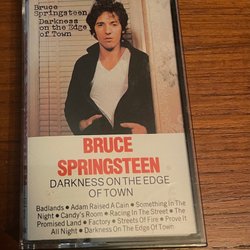 Bruce
Springsteen
Darkness
on the Edge
of Town
BRUCE
SPRINGSTEEN
DARKNESS ON THE EDGE
OF TOWN
Badlands • Adam Raised A Cain • Something In The
Night • Candy's Room • Racing In The Street • The
Promised Land • Factory • Streets Of Fire • Prove It
All Night • Darkness On The Edge Of Town